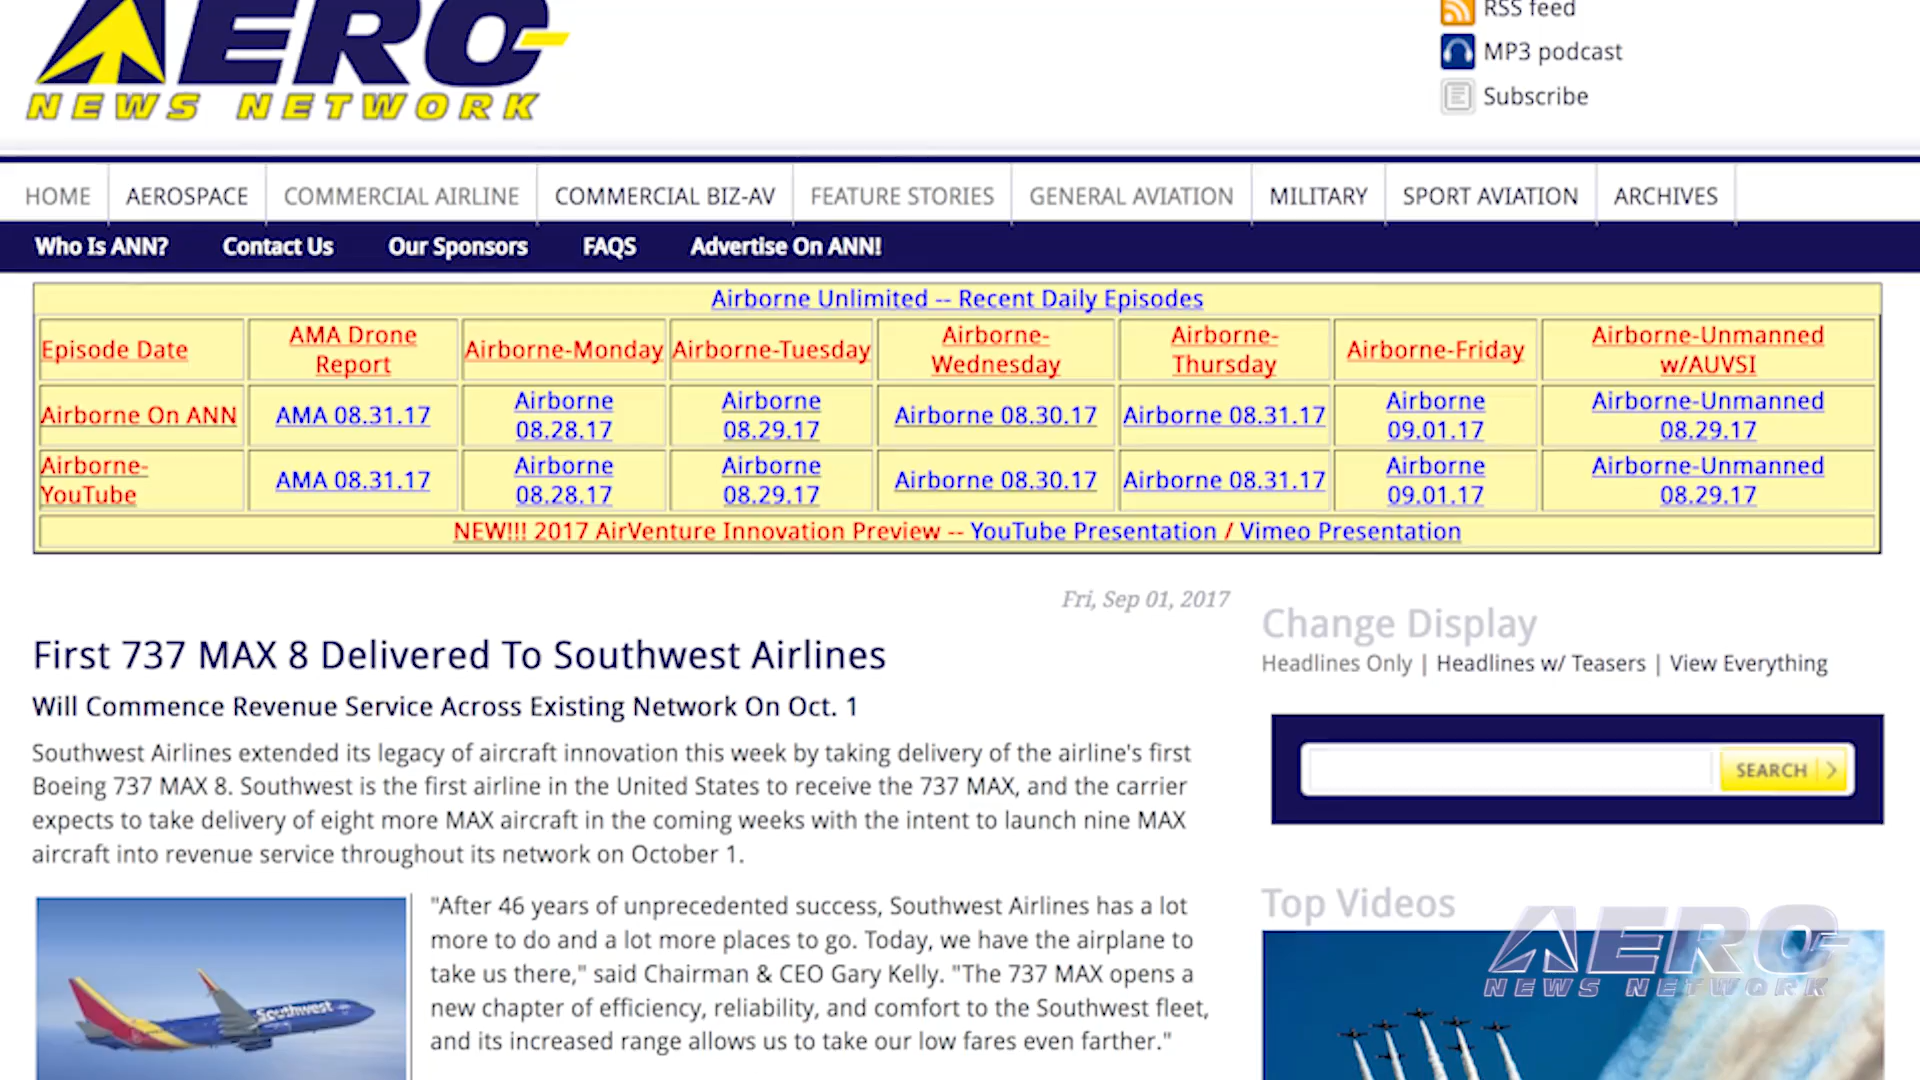 AERO
NEWS NETWORK
RSS feed
MP3 podcast
Subscribe
HOME AEROSPACE COMMERCIAL AIRLINE COMMERCIAL BIZ-AV FEATURE STORIES GENERAL AVIATION MILITARY SPORT AVIATION ARCHIVES
Who Is ANN? Contact Us Our Sponsors FAQS Advertise On ANN!
Airborne Unlimited -- Recent Daily Episodes
Episode Date AMA Drone Report Airborne-Monday Airborne-Tuesday Airborne-Wednesday Airborne-Thursday Airborne-Friday Airborne-Unmanned w/AUVSI
Airborne On ANN AMA 08.31.17 Airborne 08.28.17 Airborne 08.29.17 Airborne 08.30.17 Airborne 08.31.17 Airborne 09.01.17 Airborne-Unmanned 08.29.17
Airborne-YouTube AMA 08.31.17 Airborne 08.28.17 Airborne 08.29.17 Airborne 08.30.17 Airborne 08.31.17 Airborne 09.01.17 Airborne-Unmanned 08.29.17
NEW!!! 2017 AirVenture Innovation Preview -- YouTube Presentation / Vimeo Presentation
Fri, Sep 01, 2017
First 737 MAX 8 Delivered To Southwest Airlines
Will Commence Revenue Service Across Existing Network On Oct. 1
Southwest Airlines extended its legacy of aircraft innovation this week by taking delivery of the airline's first
Boeing 737 MAX 8. Southwest is the first airline in the United States to receive the 737 MAX, and the carrier
expects to take delivery of eight more MAX aircraft in the coming weeks with the intent to launch nine MAX
aircraft into revenue service throughout its network on October 1.
"After 46 years of unprecedented success, Southwest Airlines has a lot
more to do and a lot more places to go. Today, we have the airplane to
take us there," said Chairman & CEO Gary Kelly. "The 737 MAX opens a
new chapter of efficiency, reliability, and comfort to the Southwest fleet,
and its increased range allows us to take our low fares even farther."
Southwest
Change Display
Headlines Only | Headlines w/ Teasers | View Everything
SEARCH
Top Videos
AERO
NEWS NETWORK